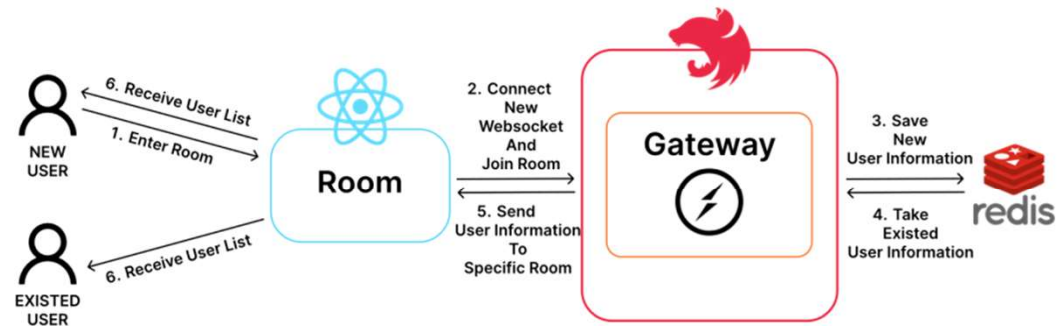 6. Receive User List
1. Enter Room
NEW
USER
6. Receive User List
EXISTED
USER
Room
2. Connect
New
Websocket
And
Join Room
5. Send
User Information
To
Specific Room
Gateway
3. Save
New
User Information
4. Take
Existed
User Information
redis